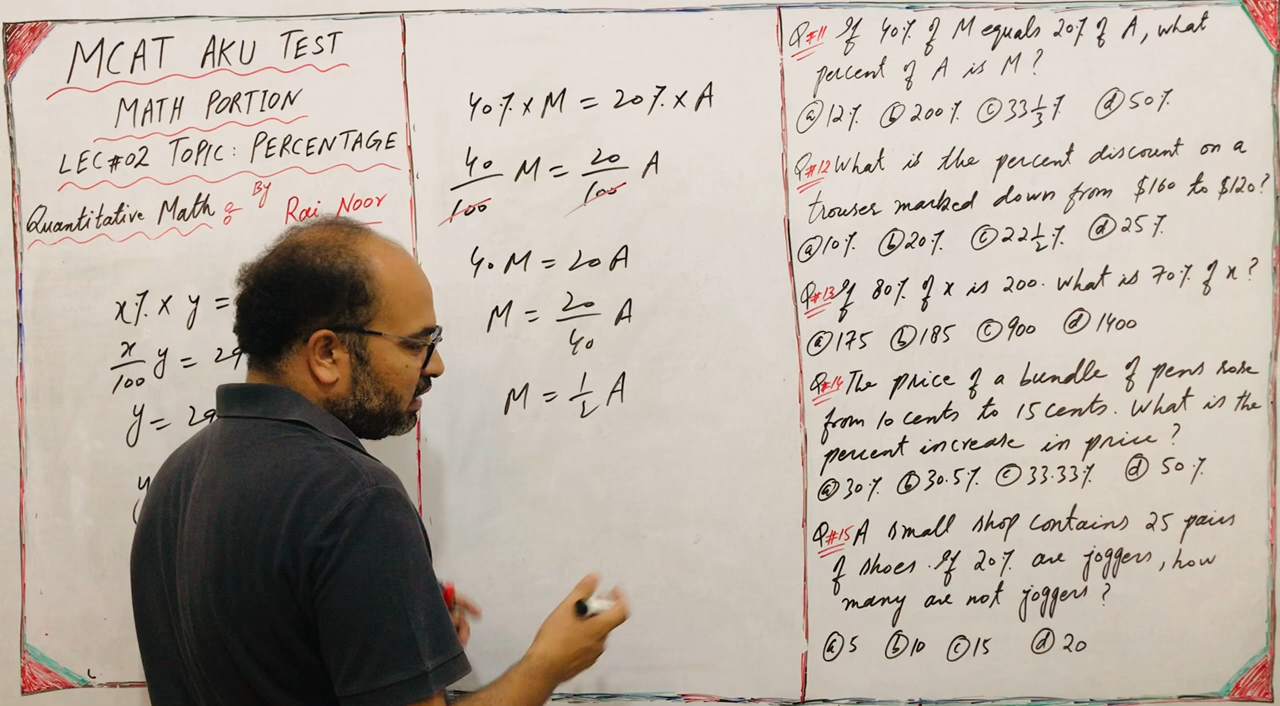 MCAT AKU TEST
MATH PORTION
LEC#02 TOPIC: PERCENTAGE
Quantitative Math By Rai Noor
x% × y =
x/100 y = 29
y = 29
y
40% × M = 20% × A
40/100 M = 20/100 A
40 M = 20 A
M = 20/40 A
M = 1/2 A
Q#11 If 40% of M equals 20% of A, what
percent of A is M?
ⓐ 12% ⓑ 200% ⓒ 33 1/3 % ⓓ 50%
Q#12 What is the percent discount on a
trouser marked down from $160 to $120?
ⓐ 10% ⓑ 20% ⓒ 22 1/2 % ⓓ 25%
Q#13 If 80% of x is 200. What is 70% of x?
ⓐ 175 ⓑ 185 ⓒ 900 ⓓ 1400
Q#14 The price of a bundle of pens rose
from 10 cents to 15 cents. What is the
percent increase in price?
ⓐ 30% ⓑ 30.5% ⓒ 33.33% ⓓ 50%
Q#15 A small shop contains 25 pairs
of shoes. If 20% are joggers, how
many are not joggers?
ⓐ 5 ⓑ 10 ⓒ 15 ⓓ 20